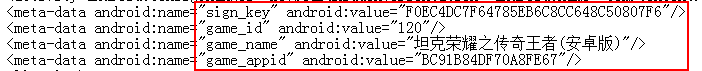 <meta-data android:name="sign_key" android:value="F0EC4DC7F64785EB6C8CC648C50807F6"/>
<meta-data android:name="game_id" android:value="120"/>
<meta-data android:name="game_name" android:value="坦克荣耀之传奇王者(安卓版)"/>
<meta-data android:name="game_appid" android:value="BC91B84DF70A8FE67"/>